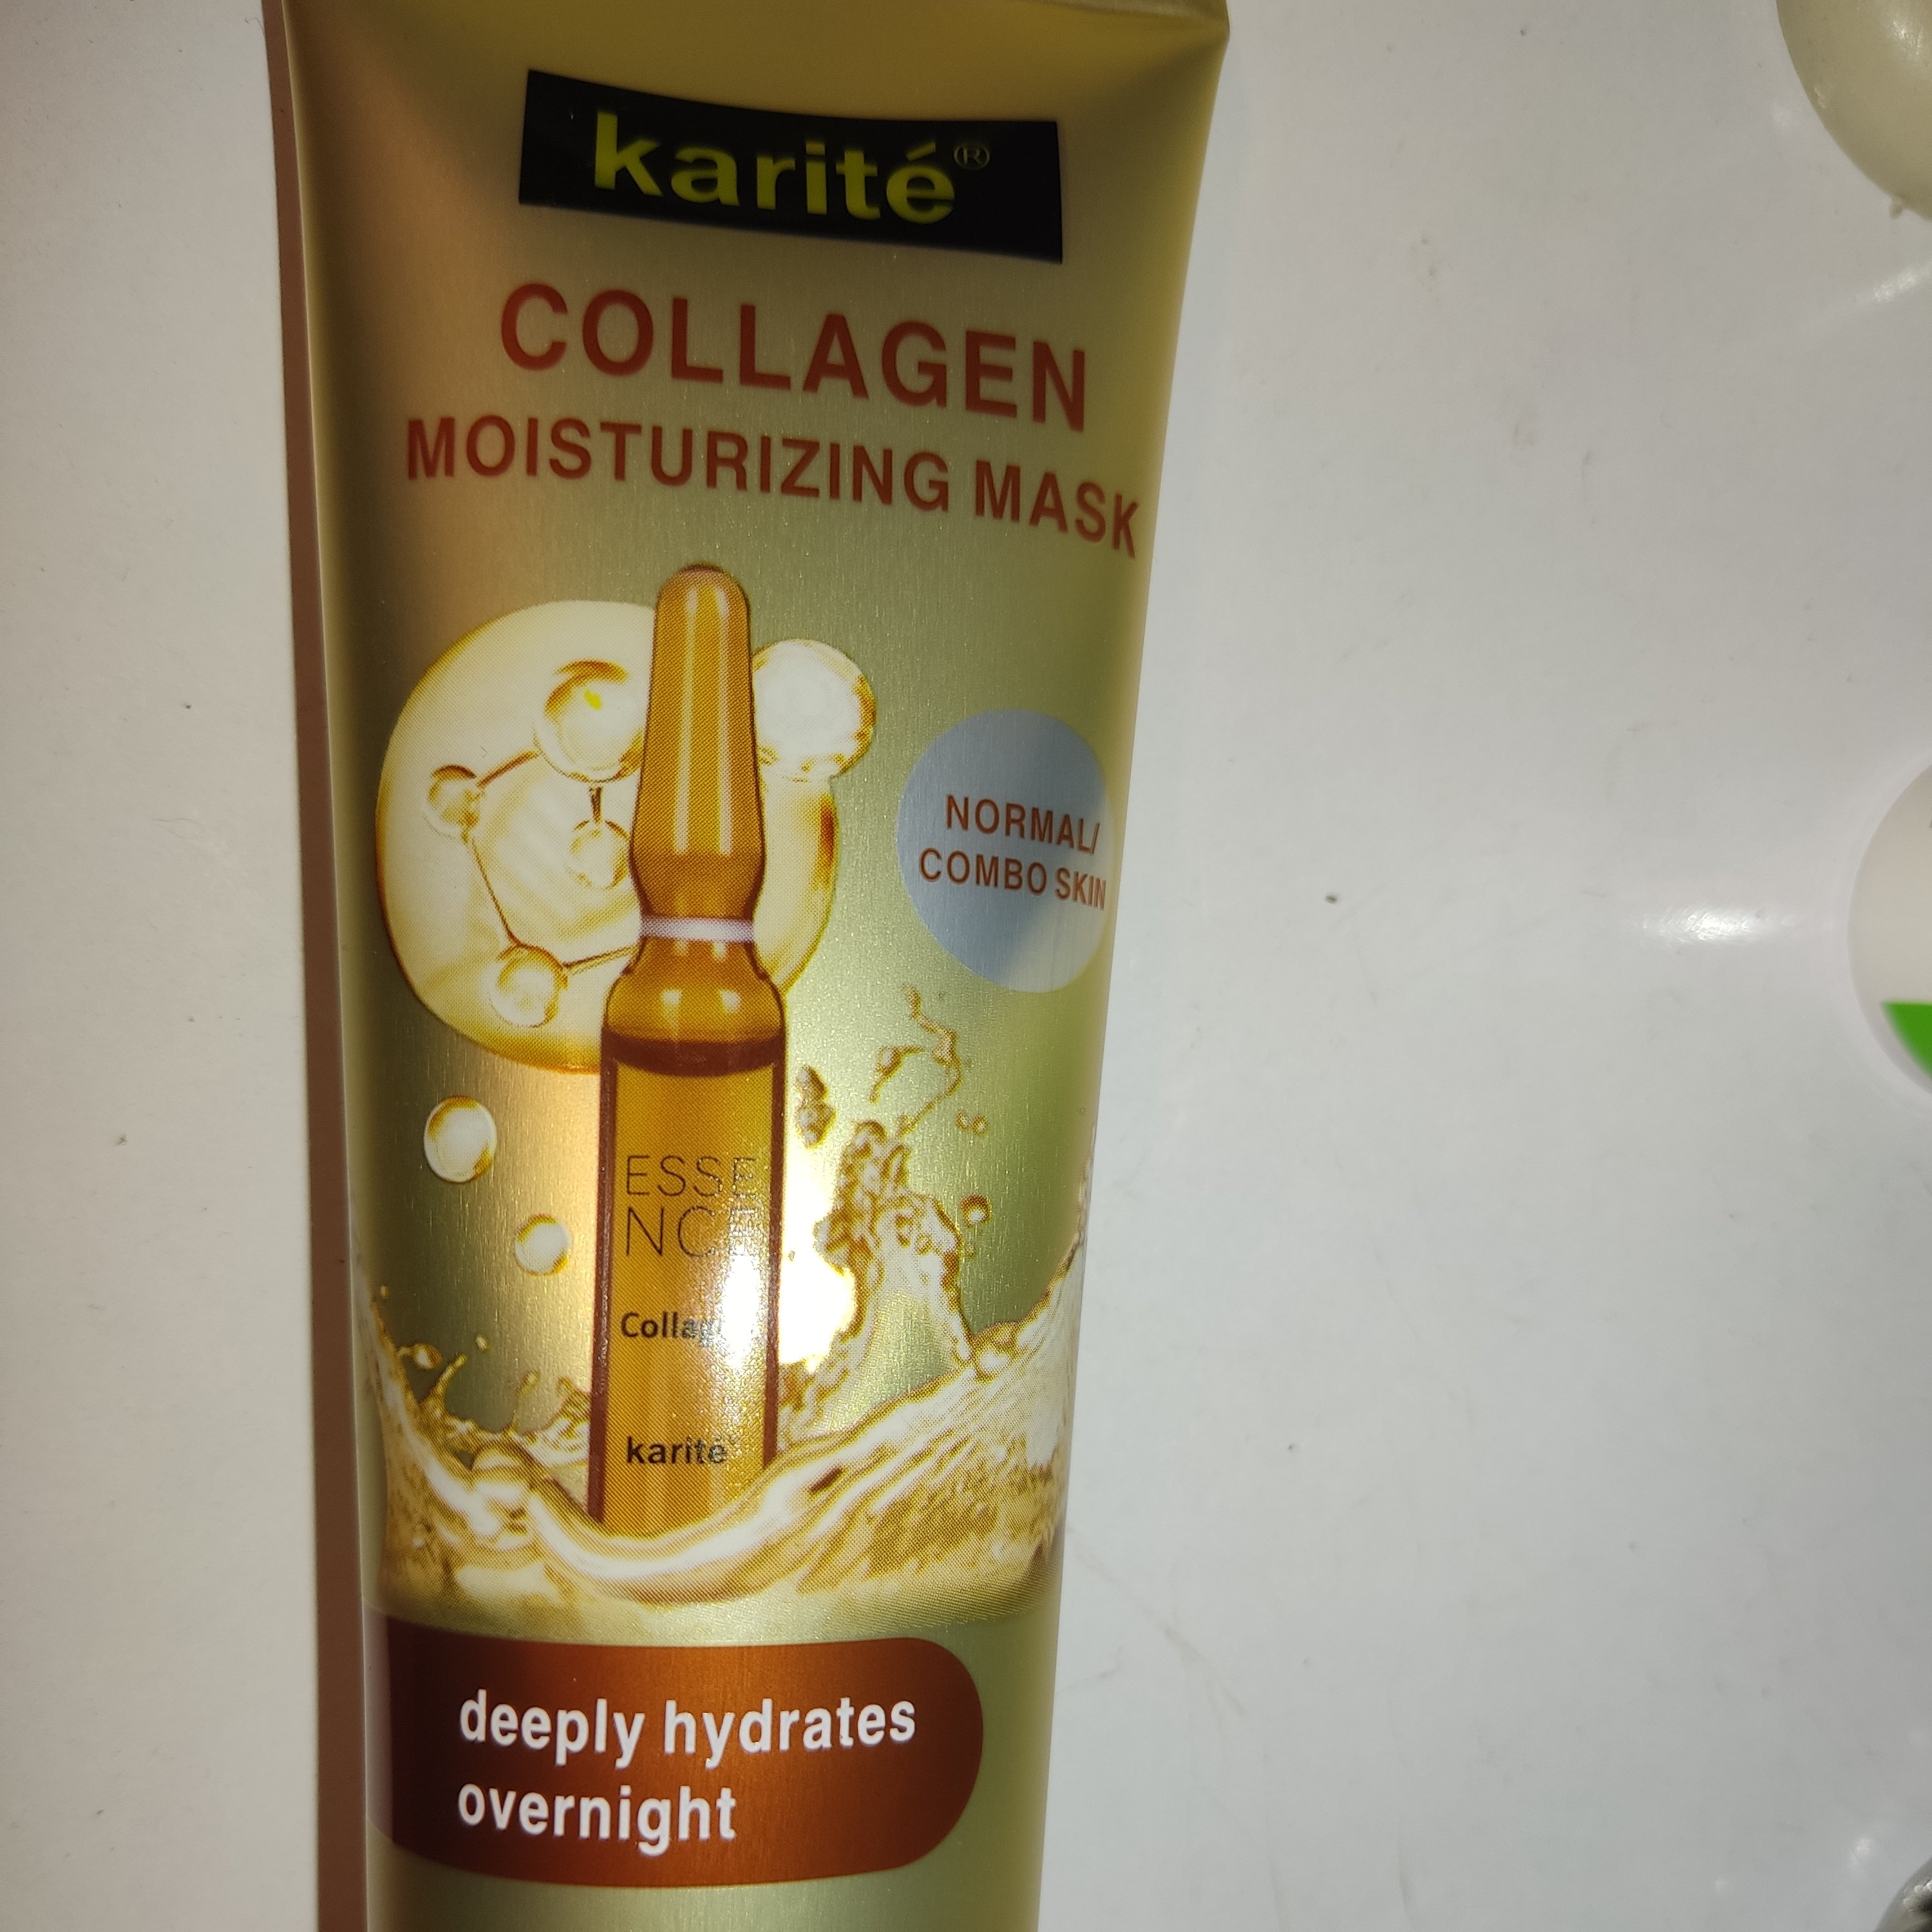 karité®
COLLAGEN
MOISTURIZING MASK
NORMAL/
COMBO SKIN
ESSE
NCE
karité
deeply hydrates
overnight